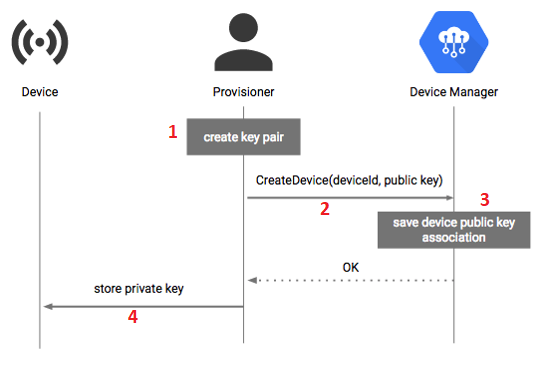 Device
Provisioner
Device Manager
1
create key pair
CreateDevice(deviceId, public key)
2
3
save device public key
association
OK
store private key
4